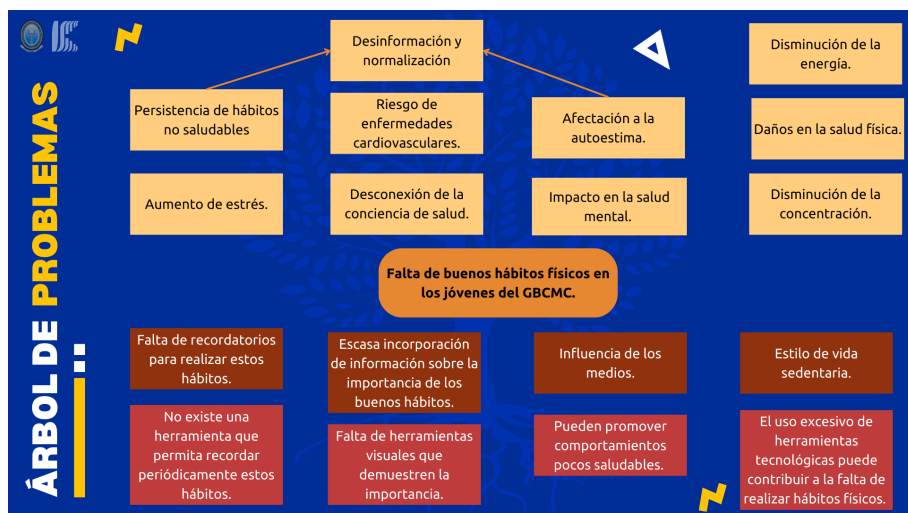 ÁRBOL DE PROBLEMAS
Desinformación y
normalización
Disminución de la
energía.
Persistencia de hábitos
no saludables
Riesgo de
enfermedades
cardiovasculares.
Afectación a la
autoestima.
Daños en la salud física.
Aumento de estrés.
Desconexión de la
conciencia de salud.
Impacto en la salud
mental.
Disminución de la
concentración.
Falta de buenos hábitos físicos en
los jóvenes del GBCMC.
Falta de recordatorios
para realizar estos
hábitos.
Escasa incorporación
de información sobre la
importancia de los
buenos hábitos.
Influencia de los
medios.
Estilo de vida
sedentaria.
No existe una
herramienta que
permita recordar
periódicamente estos
hábitos.
Falta de herramientas
visuales que
demuestren la
importancia.
Pueden promover
comportamientos
pocos saludables.
El uso excesivo de
herramientas
tecnológicas puede
contribuir a la falta de
realizar hábitos físicos.